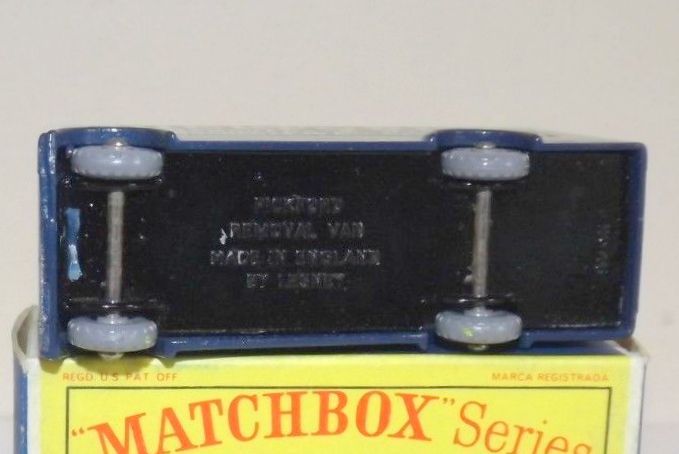 PICKFORD
REMOVAL VAN
MADE IN ENGLAND
BY LESNEY
REGD. U.S. PAT. OFF MARCA REGISTRADA
"MATCHBOX" Series